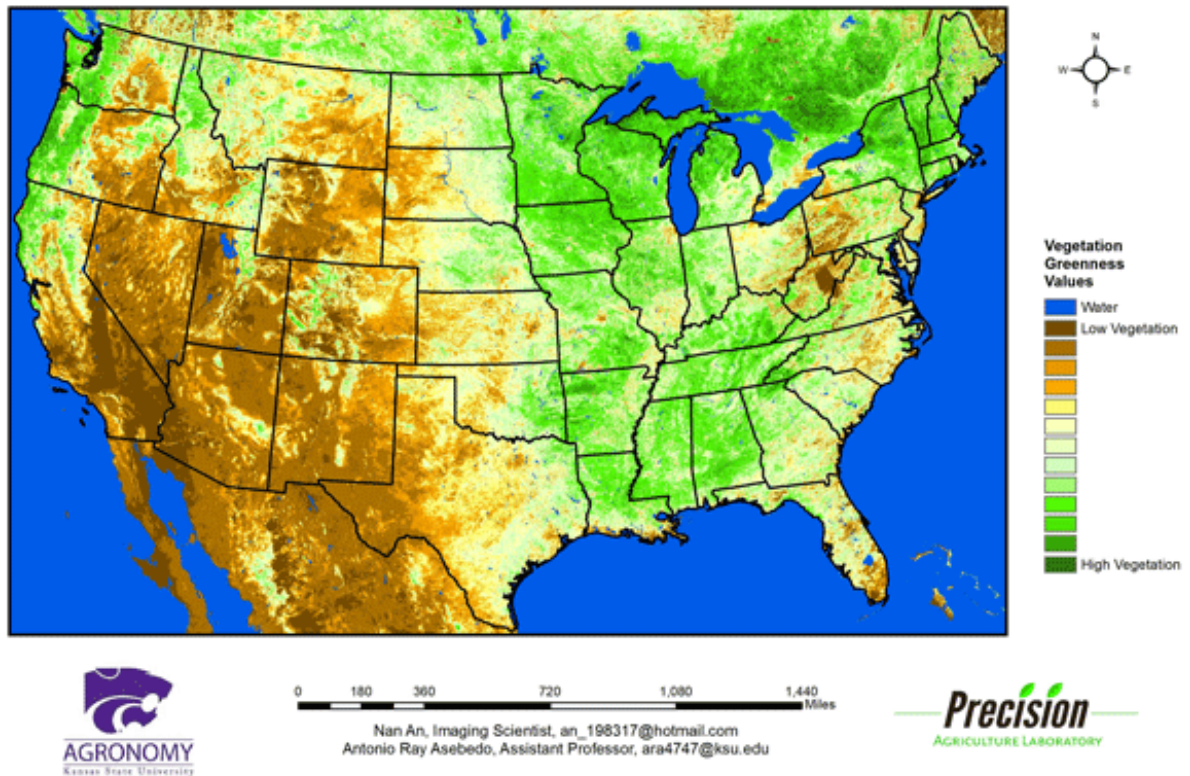 N
W E
S
Vegetation
Greenness
Values
Water
Low Vegetation
High Vegetation
0 180 360 720 1,080 1,440
Miles
Nan An, Imaging Scientist, an_198317@hotmail.com
Antonio Ray Asebedo, Assistant Professor, ara4747@ksu.edu
AGRONOMY
Kansas State University
Precision
AGRICULTURE LABORATORY